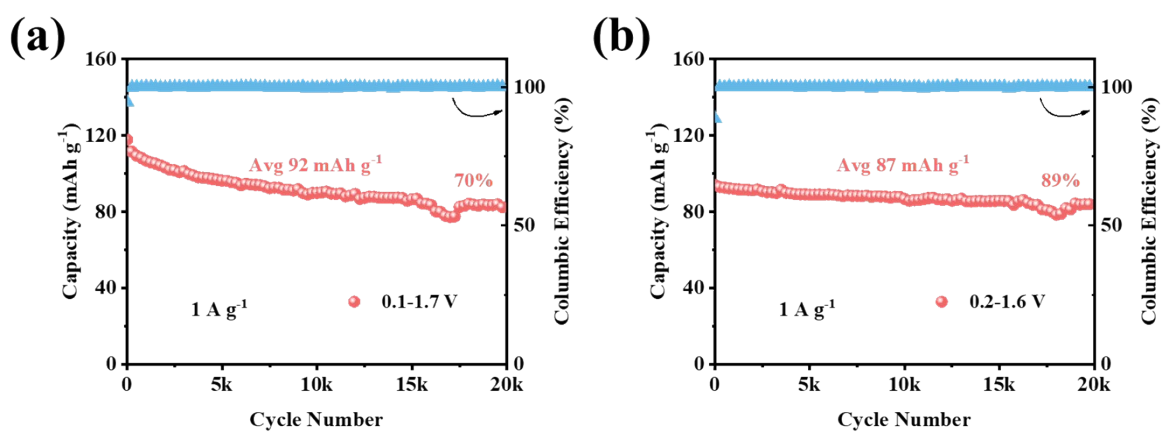 (a)
160
120
80
40
0
Capacity (mAh g⁻¹)
Avg 92 mAh g⁻¹
70%
1 A g⁻¹
0.1-1.7 V
100
50
0
Columbic Efficiency (%)
0 5k 10k 15k 20k
Cycle Number
(b)
160
120
80
40
0
Capacity (mAh g⁻¹)
Avg 87 mAh g⁻¹
89%
1 A g⁻¹
0.2-1.6 V
100
50
0
Columbic Efficiency (%)
0 5k 10k 15k 20k
Cycle Number